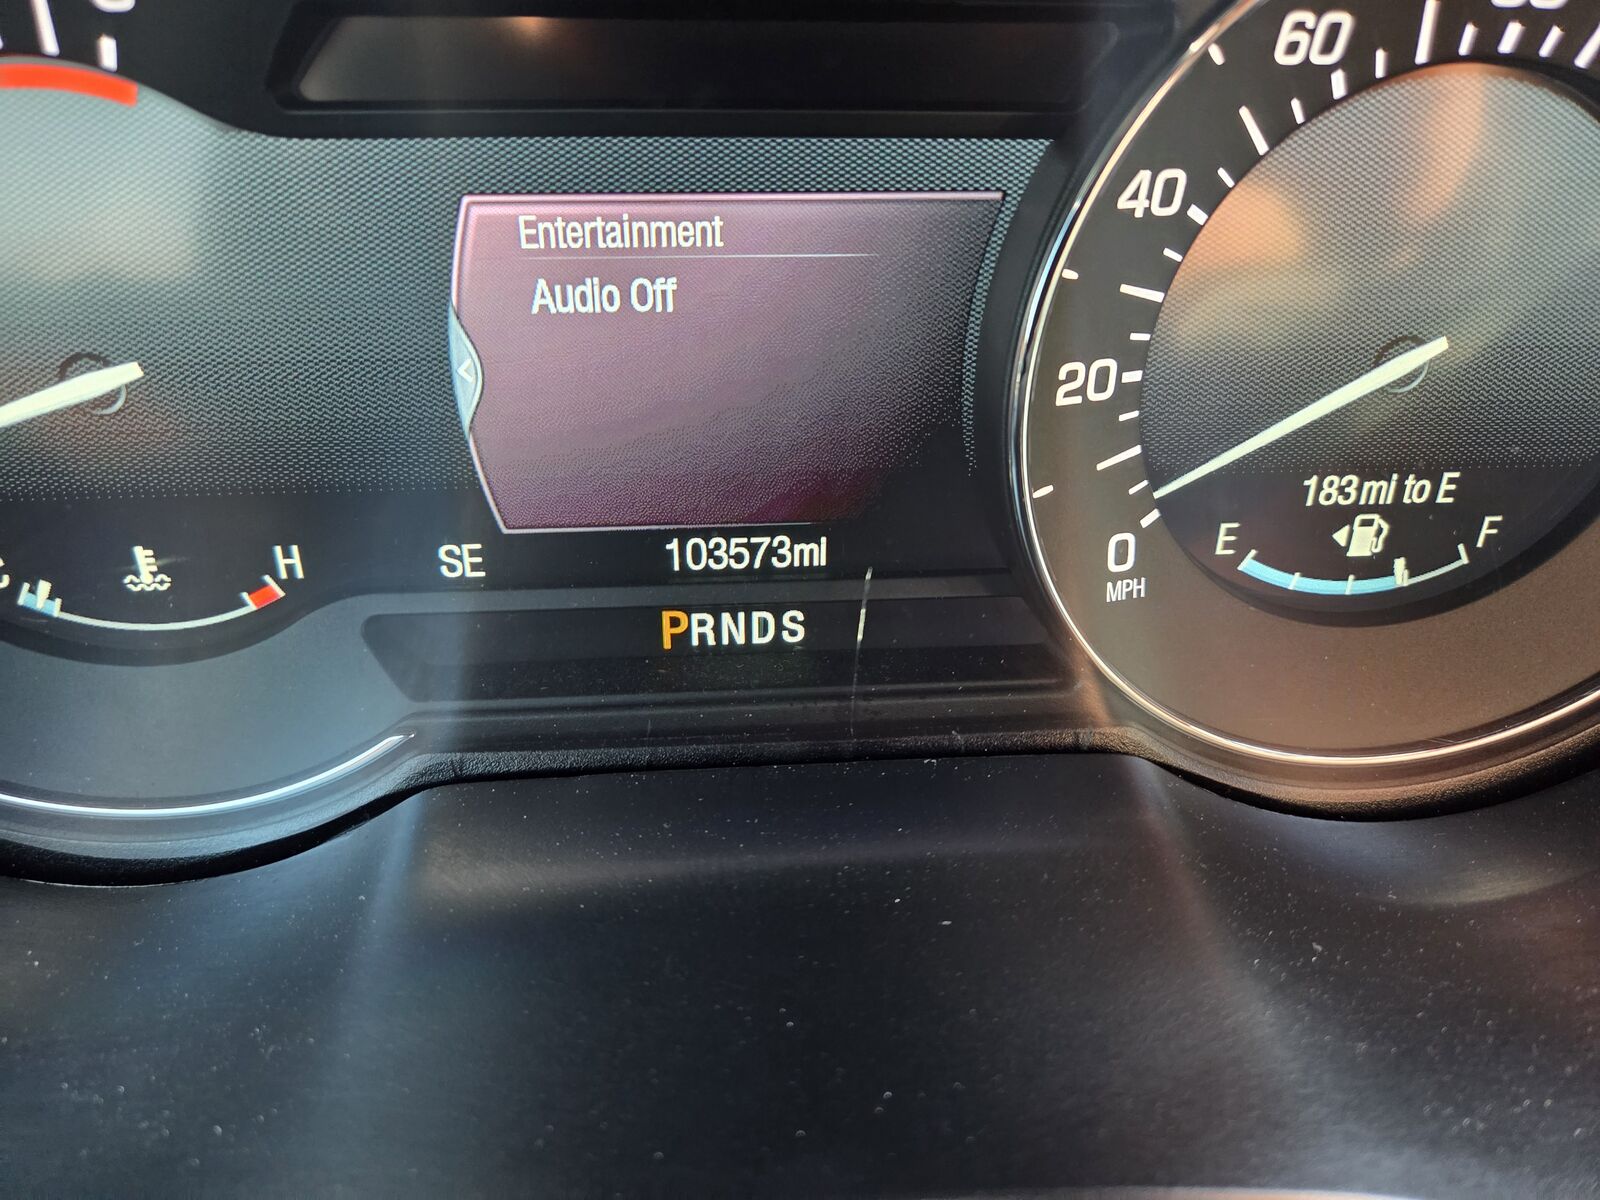 60
40
20
0
MPH
Entertainment
Audio Off
183mi to E
E
F
H
SE
103573mi
PRNDS